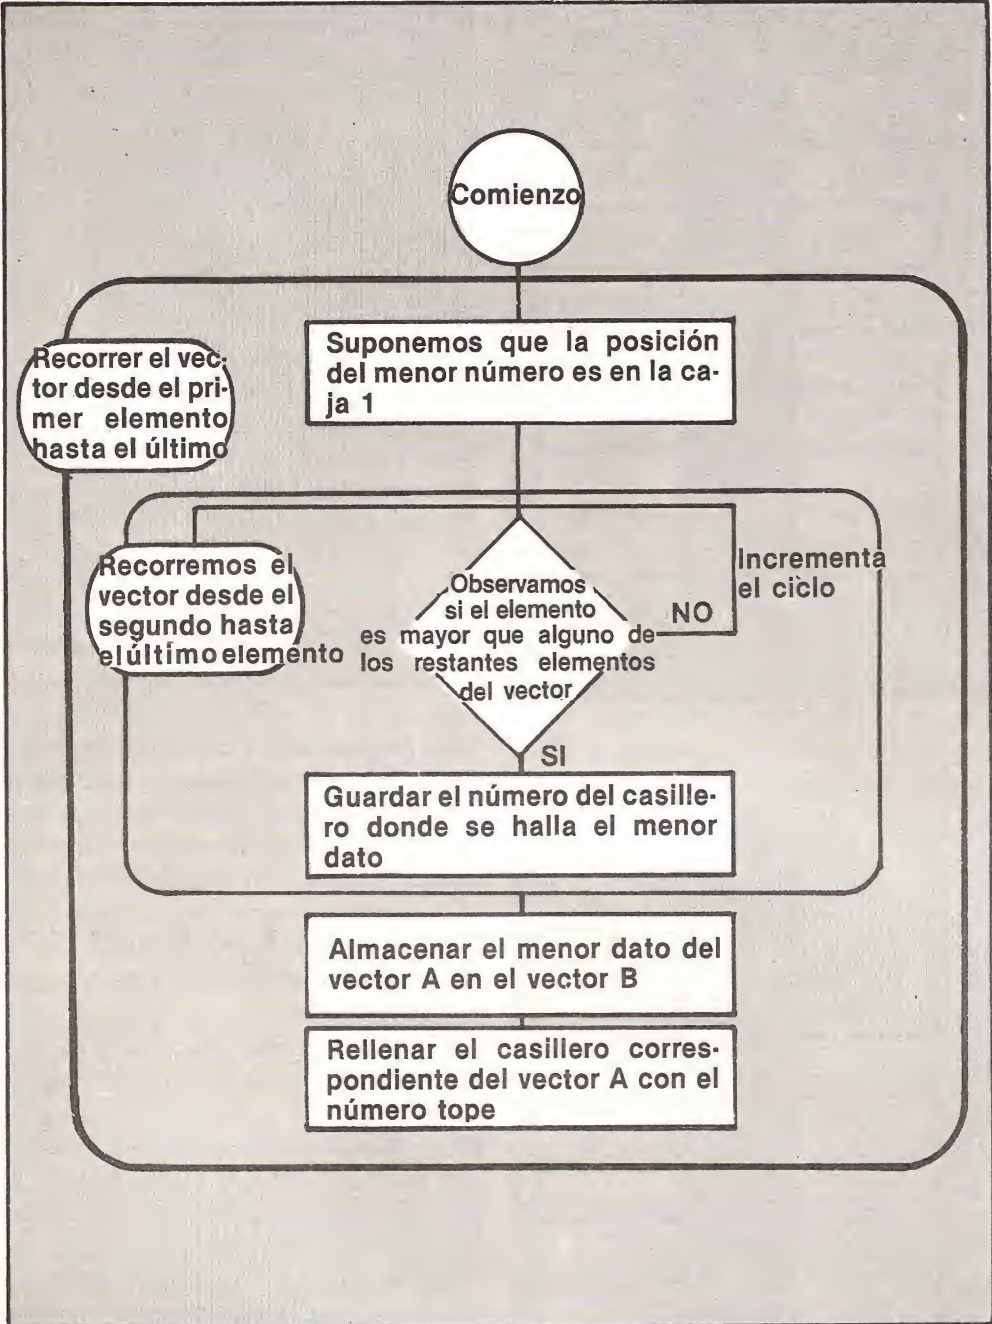 Comienzo
Suponemos que la posición
del menor número es en la ca-
ja 1
Recorrer el vec-
tor desde el pri-
mer elemento
hasta el último
Recorremos el
vector desde el
segundo hasta
el último elemento
Observamos
si el elemento
es mayor que alguno de
los restantes elementos
del vector
NO
Incrementa
el ciclo
SI
Guardar el número del casille-
ro donde se halla el menor
dato
Almacenar el menor dato del
vector A en el vector B
Rellenar el casillero corres-
pondiente del vector A con el
número tope